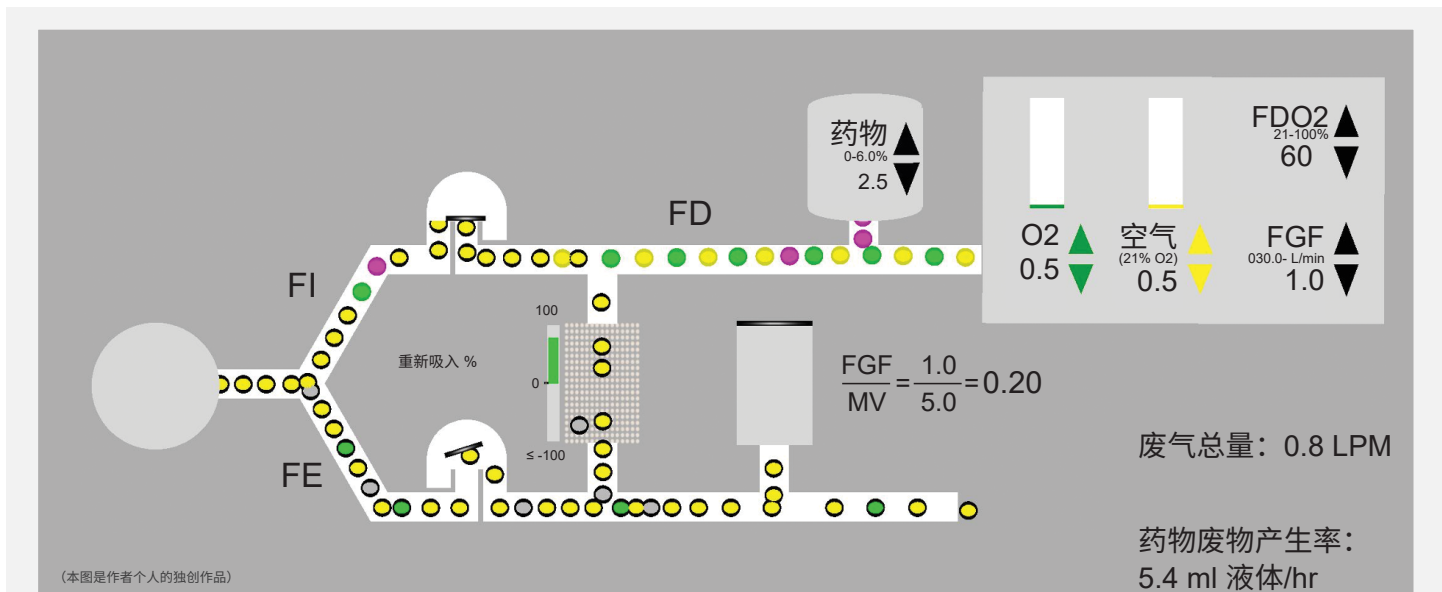 药物
0-6.0%
2.5
FD
FI
FE
O2
0.5
空气
(21% O2)
0.5
FDO2
21-100%
60
FGF
030.0- L/min
1.0
100
重新吸入 %
0
≤ -100
FGF
MV
=
1.0
5.0
=0.20
废气总量：0.8 LPM
药物废物产生率：
5.4 ml 液体/hr
（本图是作者个人的独创作品）